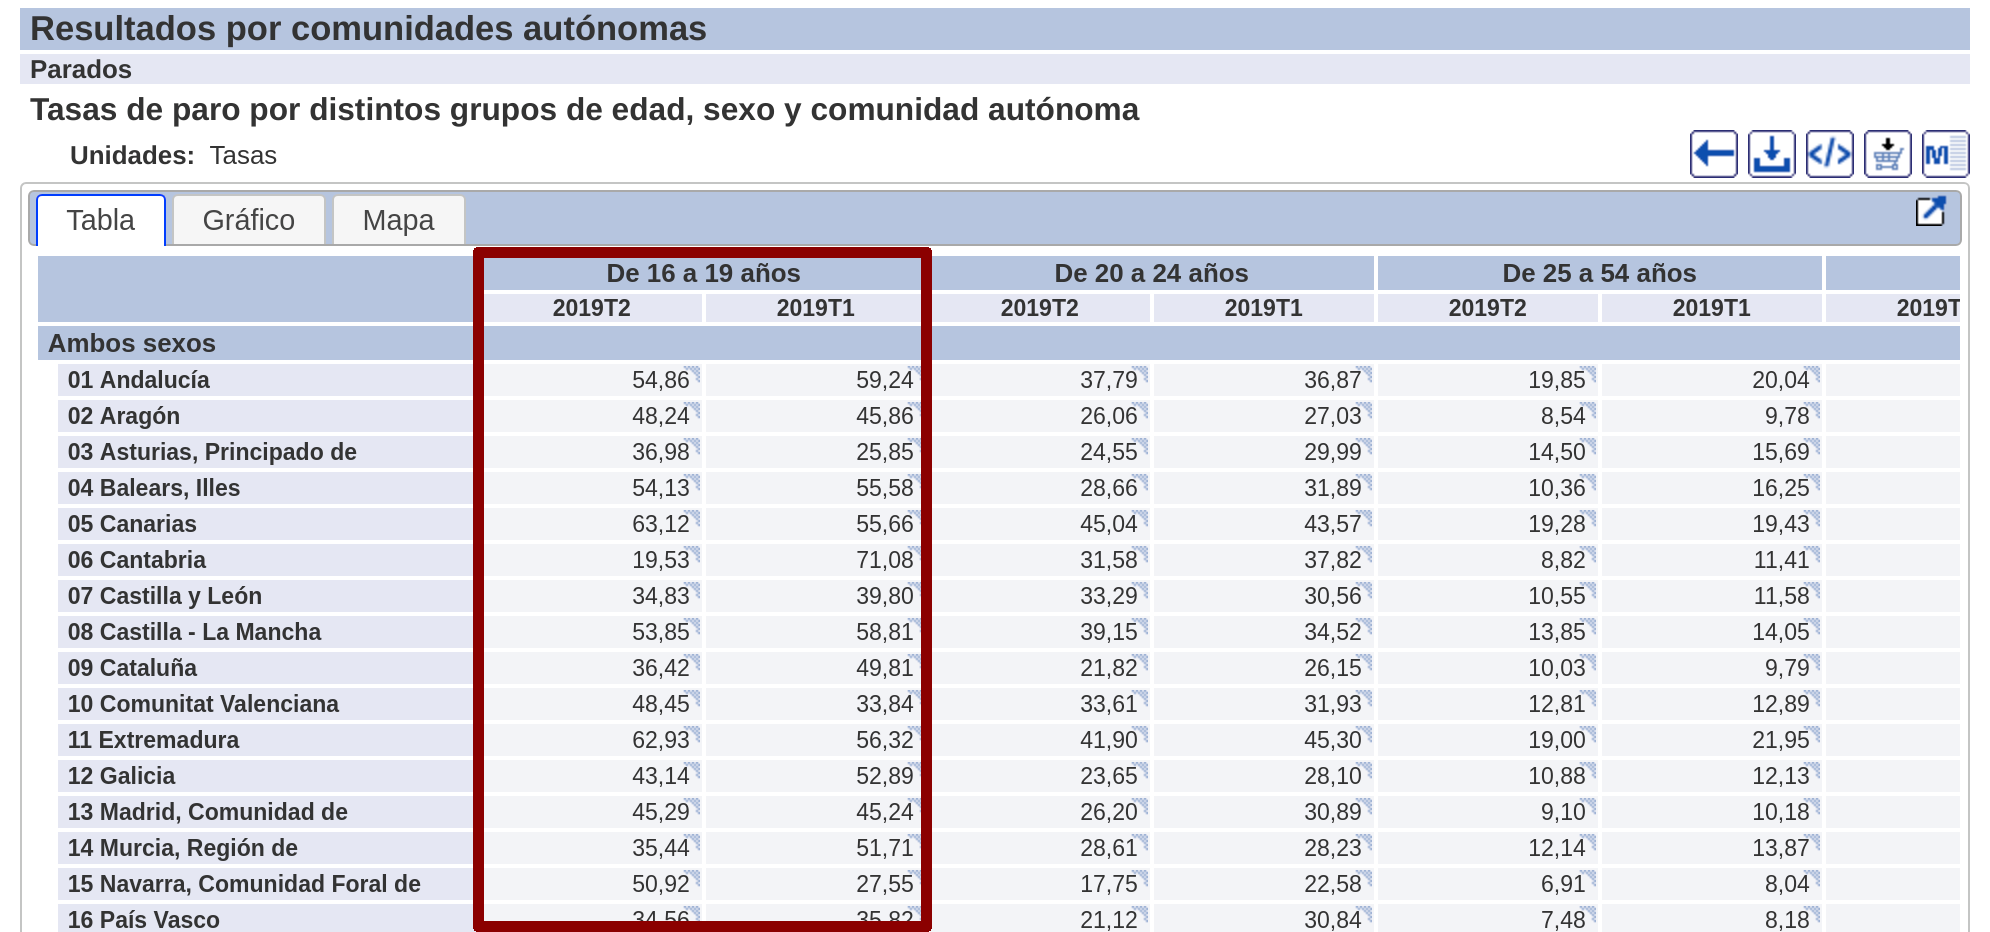 Resultados por comunidades autónomas
Parados
Tasas de paro por distintos grupos de edad, sexo y comunidad autónoma
Unidades: Tasas
</> M
Tabla Gráfico Mapa
De 16 a 19 años De 20 a 24 años De 25 a 54 años
2019T2 2019T1 2019T2 2019T1 2019T2 2019T1 2019T
Ambos sexos
01 Andalucía 54,86 59,24 37,79 36,87 19,85 20,04
02 Aragón 48,24 45,86 26,06 27,03 8,54 9,78
03 Asturias, Principado de 36,98 25,85 24,55 29,99 14,50 15,69
04 Balears, Illes 54,13 55,58 28,66 31,89 10,36 16,25
05 Canarias 63,12 55,66 45,04 43,57 19,28 19,43
06 Cantabria 19,53 71,08 31,58 37,82 8,82 11,41
07 Castilla y León 34,83 39,80 33,29 30,56 10,55 11,58
08 Castilla - La Mancha 53,85 58,81 39,15 34,52 13,85 14,05
09 Cataluña 36,42 49,81 21,82 26,15 10,03 9,79
10 Comunitat Valenciana 48,45 33,84 33,61 31,93 12,81 12,89
11 Extremadura 62,93 56,32 41,90 45,30 19,00 21,95
12 Galicia 43,14 52,89 23,65 28,10 10,88 12,13
13 Madrid, Comunidad de 45,29 45,24 26,20 30,89 9,10 10,18
14 Murcia, Región de 35,44 51,71 28,61 28,23 12,14 13,87
15 Navarra, Comunidad Foral de 50,92 27,55 17,75 22,58 6,91 8,04
16 País Vasco 34,56 35,82 21,12 30,84 7,48 8,18